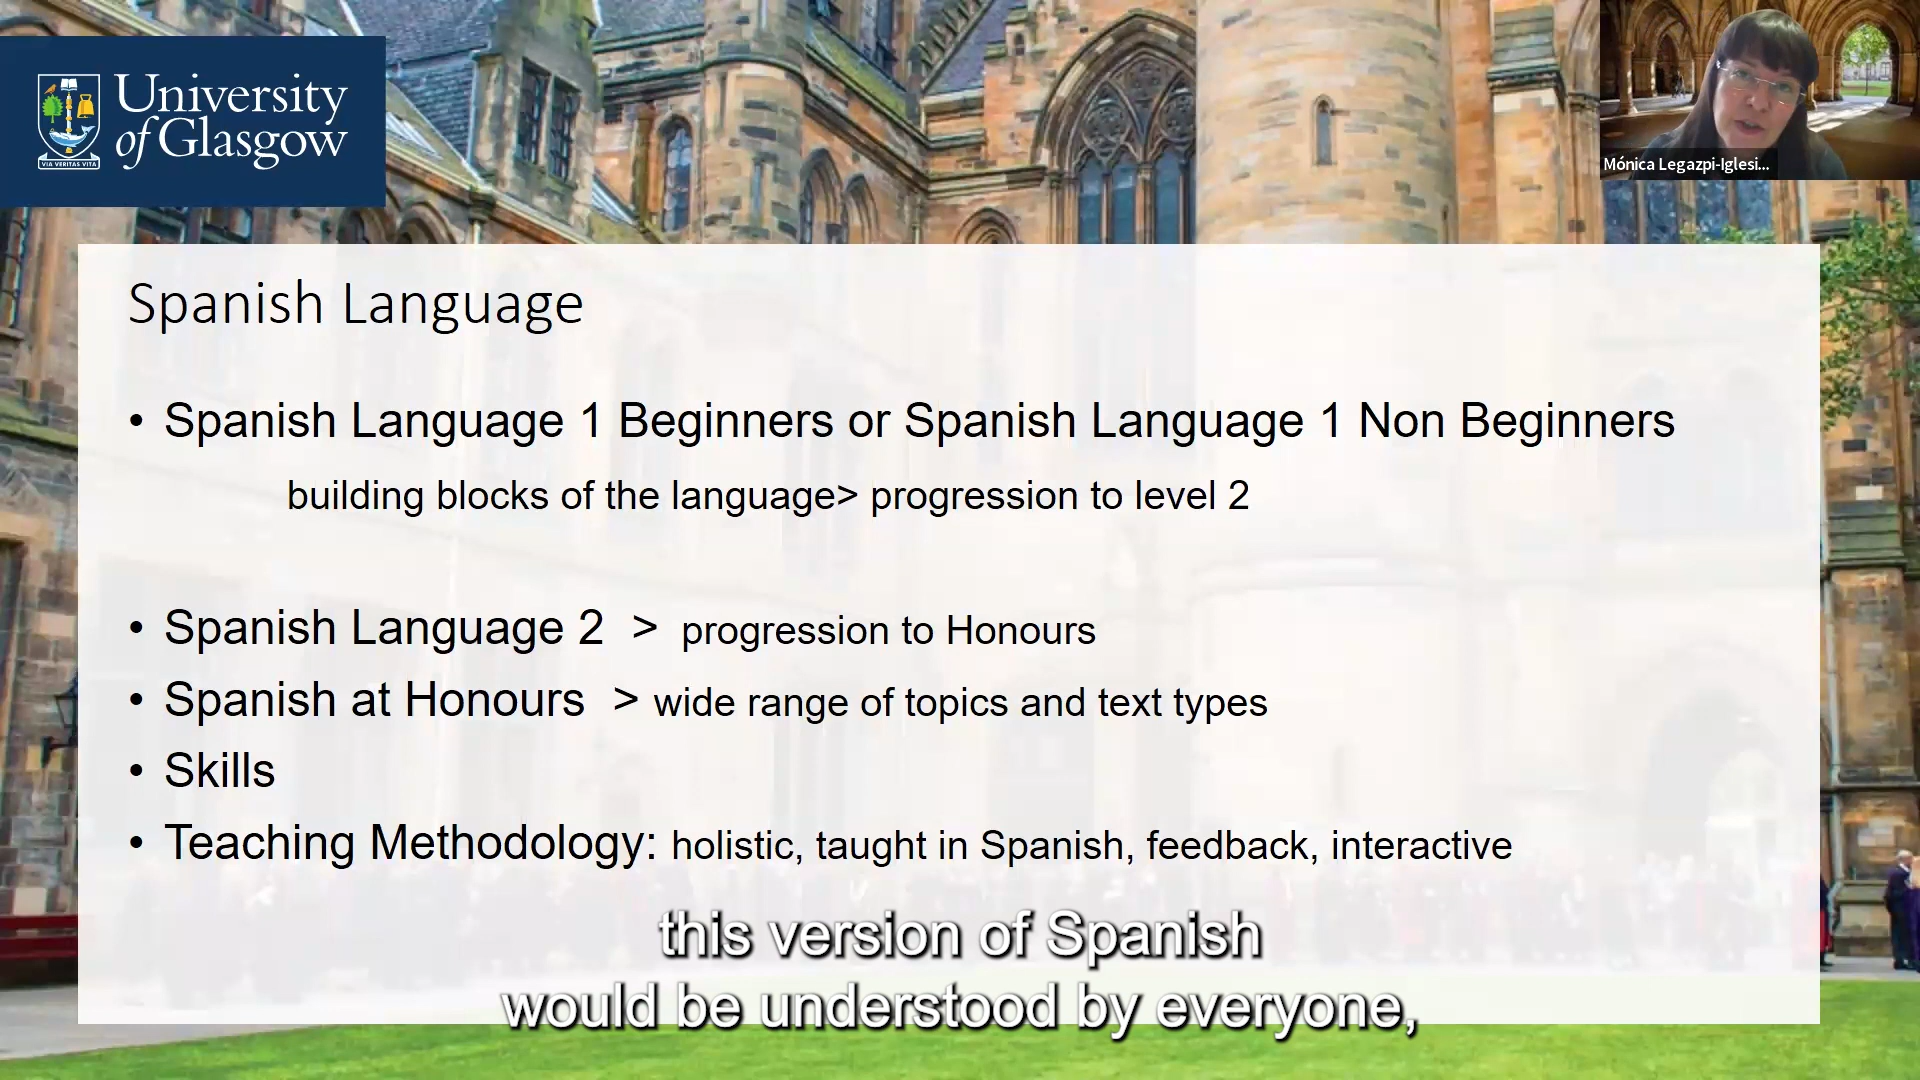 University
of Glasgow
VIA VERITAS VITA
Mónica Legazpi-Iglesi...
Spanish Language
• Spanish Language 1 Beginners or Spanish Language 1 Non Beginners
building blocks of the language> progression to level 2
• Spanish Language 2 > progression to Honours
• Spanish at Honours > wide range of topics and text types
• Skills
• Teaching Methodology: holistic, taught in Spanish, feedback, interactive
this version of Spanish
would be understood by everyone,